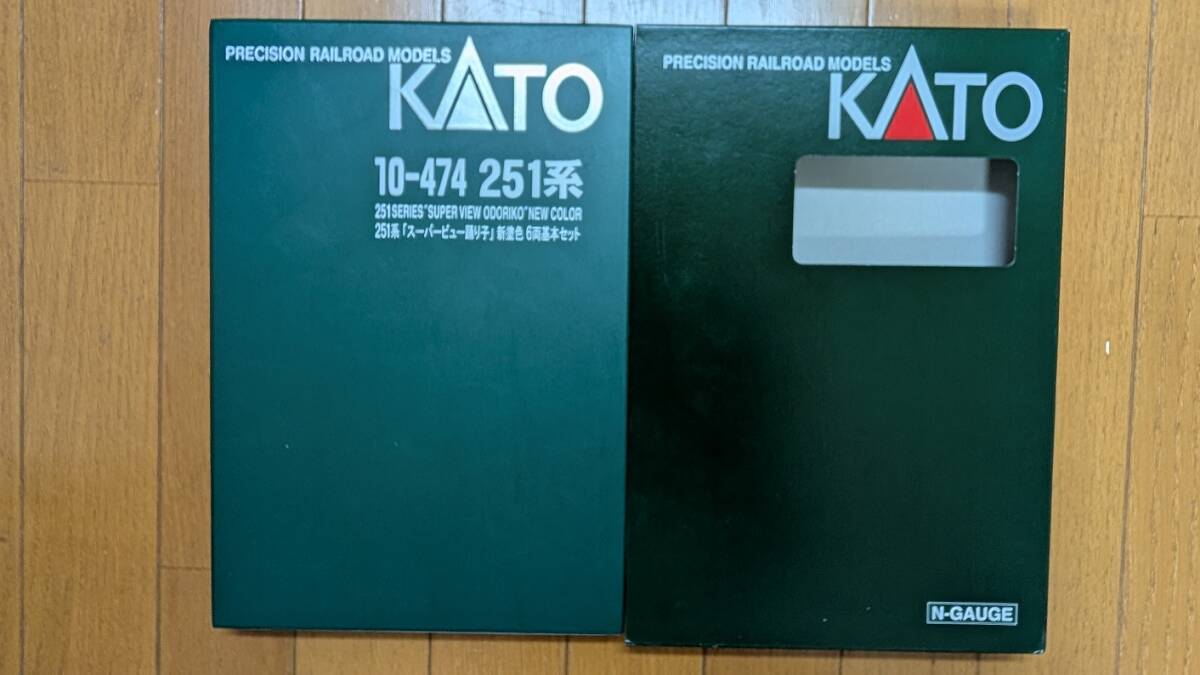 PRECISION RAILROAD MODELS
KATO
10-474 251系
251 SERIES "SUPER VIEW ODORIKO" NEW COLOR
251系「スーパービュー踊り子」新塗色 6両基本セット
PRECISION RAILROAD MODELS
KATO
N-GAUGE